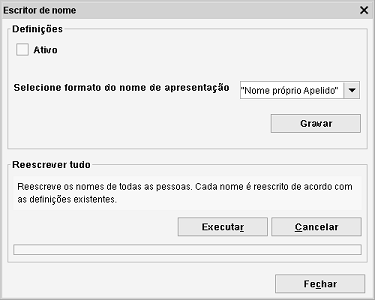 Escritor de nome
Definições
Ativo
Selecione formato do nome de apresentação
"Nome próprio Apelido"
Gravar
Reescrever tudo
Reescreve os nomes de todas as pessoas. Cada nome é reescrito de acordo com
as definições existentes.
Executar
Cancelar
Fechar